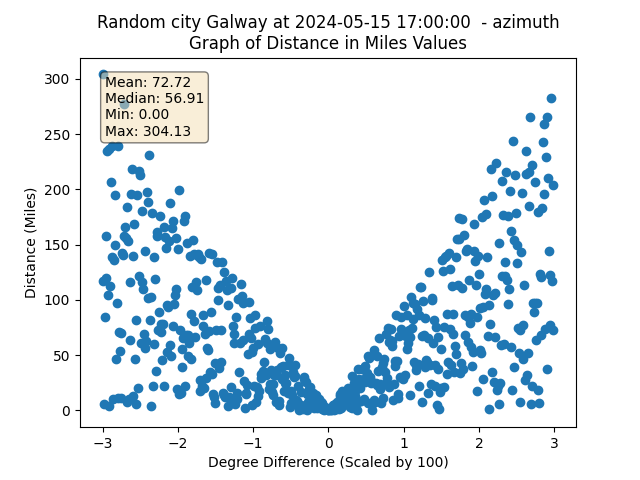 Random city Galway at 2024-05-15 17:00:00  - azimuth
Graph of Distance in Miles Values
Mean: 72.72
Median: 56.91
Min: 0.00
Max: 304.13
300
250
200
150
100
50
0
Distance (Miles)
−3 −2 −1 0 1 2 3
Degree Difference (Scaled by 100)